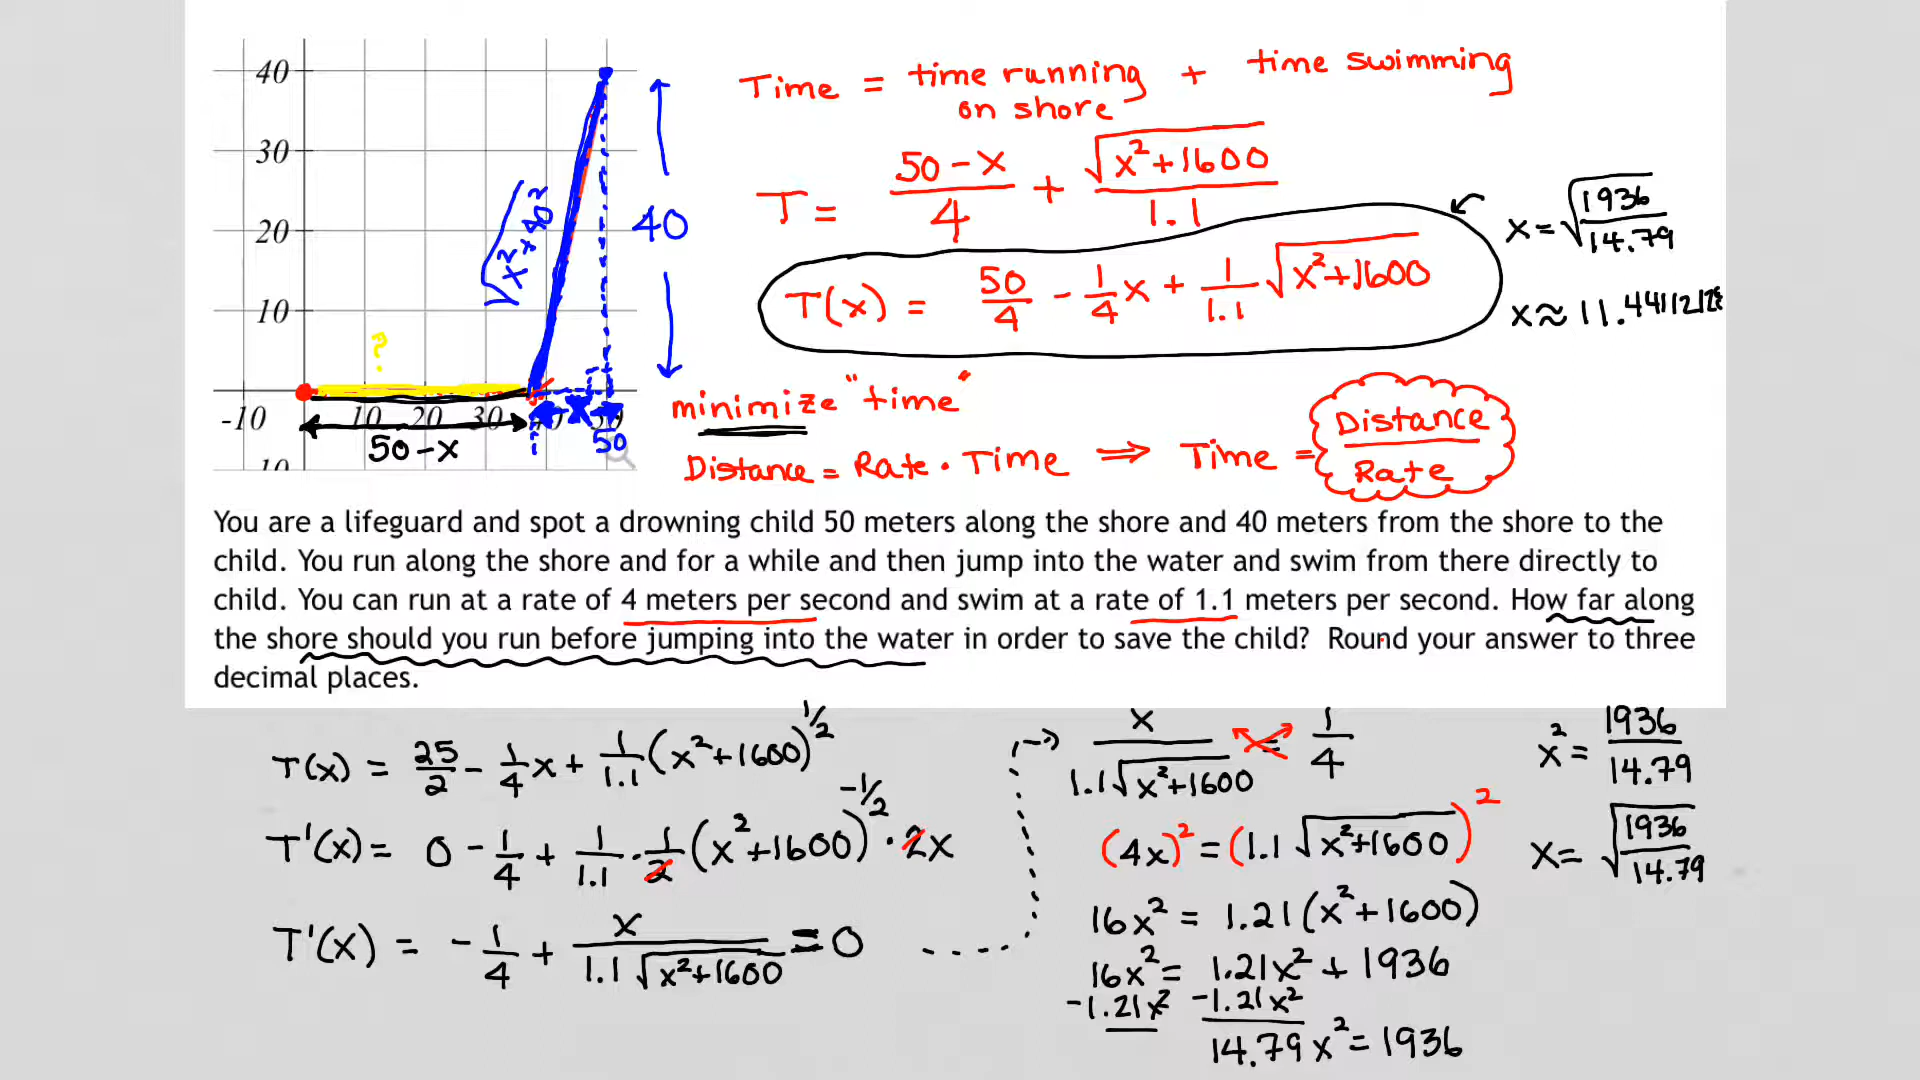 40
30
20
10
-10 10 20 30 40 50
10
?
√x²+40²
40
x
50
50-x
Time = time running on shore + time swimming
T = (50-x)/4 + √(x²+1600)/1.1
T(x) = 50/4 - 1/4 x + 1/1.1 √(x²+1600)
x = √(1936/14.79)
minimize "time"
Distance = Rate · Time ⟹ Time = Distance/Rate
You are a lifeguard and spot a drowning child 50 meters along the shore and 40 meters from the shore to the
child. You run along the shore and for a while and then jump into the water and swim from there directly to
child. You can run at a rate of 4 meters per second and swim at a rate of 1.1 meters per second. How far along
the shore should you run before jumping into the water in order to save the child? Round your answer to three
decimal places.
T(x) = 25/2 - 1/4 x + 1/1.1 (x²+1600)^1/2
T'(x) = 0 - 1/4 + 1/1.1 · 1/2 (x²+1600)^-1/2 · 2x
T'(x) = -1/4 + x/(1.1√(x²+1600)) = 0
x/(1.1√(x²+1600)) = 1/4
(4x)² = (1.1√(x²+1600))²
16x² = 1.21(x²+1600)
16x² = 1.21x² + 1936
-1.21x² -1.21x²
14.79x² = 1936
x² = 1936/14.79
x = √(1936/14.79)